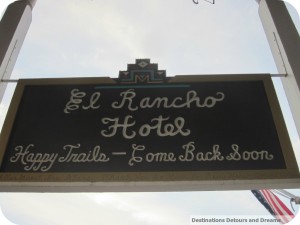 El Rancho
Hotel
Happy Trails - Come Back Soon
Destinations Detours and Dreams